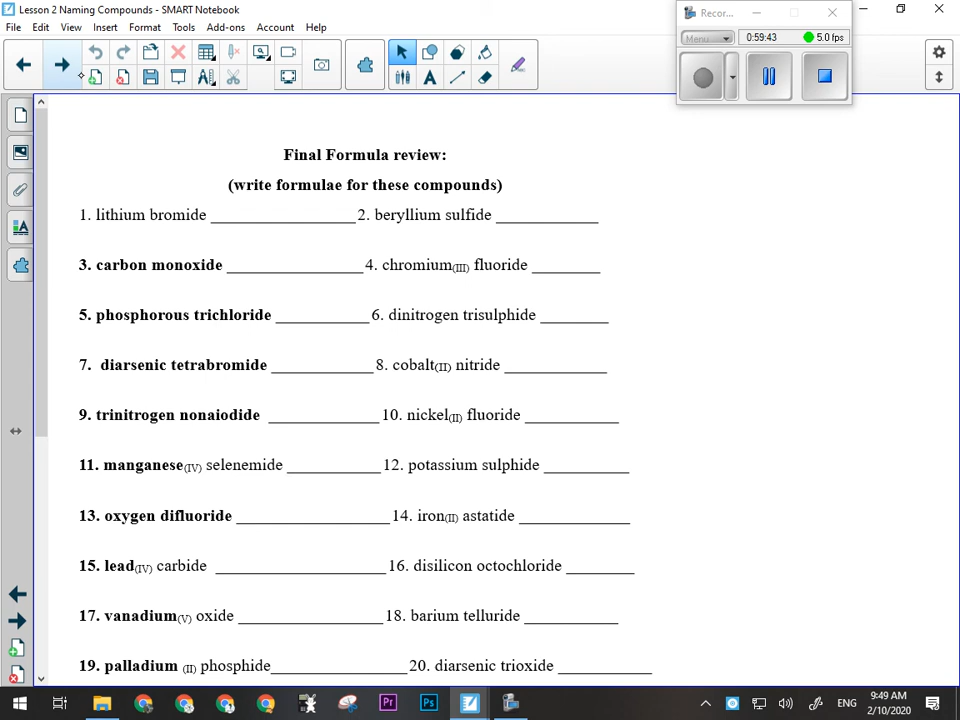 Lesson 2 Naming Compounds - SMART Notebook
Recor...
File Edit View Insert Format Tools Add-ons Account Help
Menu 0:59:43 5.0 fps
Final Formula review:
(write formulae for these compounds)
1. lithium bromide _________________ 2. beryllium sulfide ____________
3. carbon monoxide ________________ 4. chromium(III) fluoride ________
5. phosphorous trichloride ___________ 6. dinitrogen trisulphide ________
7. diarsenic tetrabromide ____________ 8. cobalt(II) nitride ____________
9. trinitrogen nonaiodide _____________ 10. nickel(II) fluoride ___________
11. manganese(IV) selenemide ___________ 12. potassium sulphide __________
13. oxygen difluoride __________________ 14. iron(II) astatide _____________
15. lead(IV) carbide ____________________ 16. disilicon octochloride ________
17. vanadium(V) oxide _________________ 18. barium telluride ___________
19. palladium (II) phosphide________________ 20. diarsenic trioxide ___________
Pr Ps ENG 9:49 AM
2/10/2020